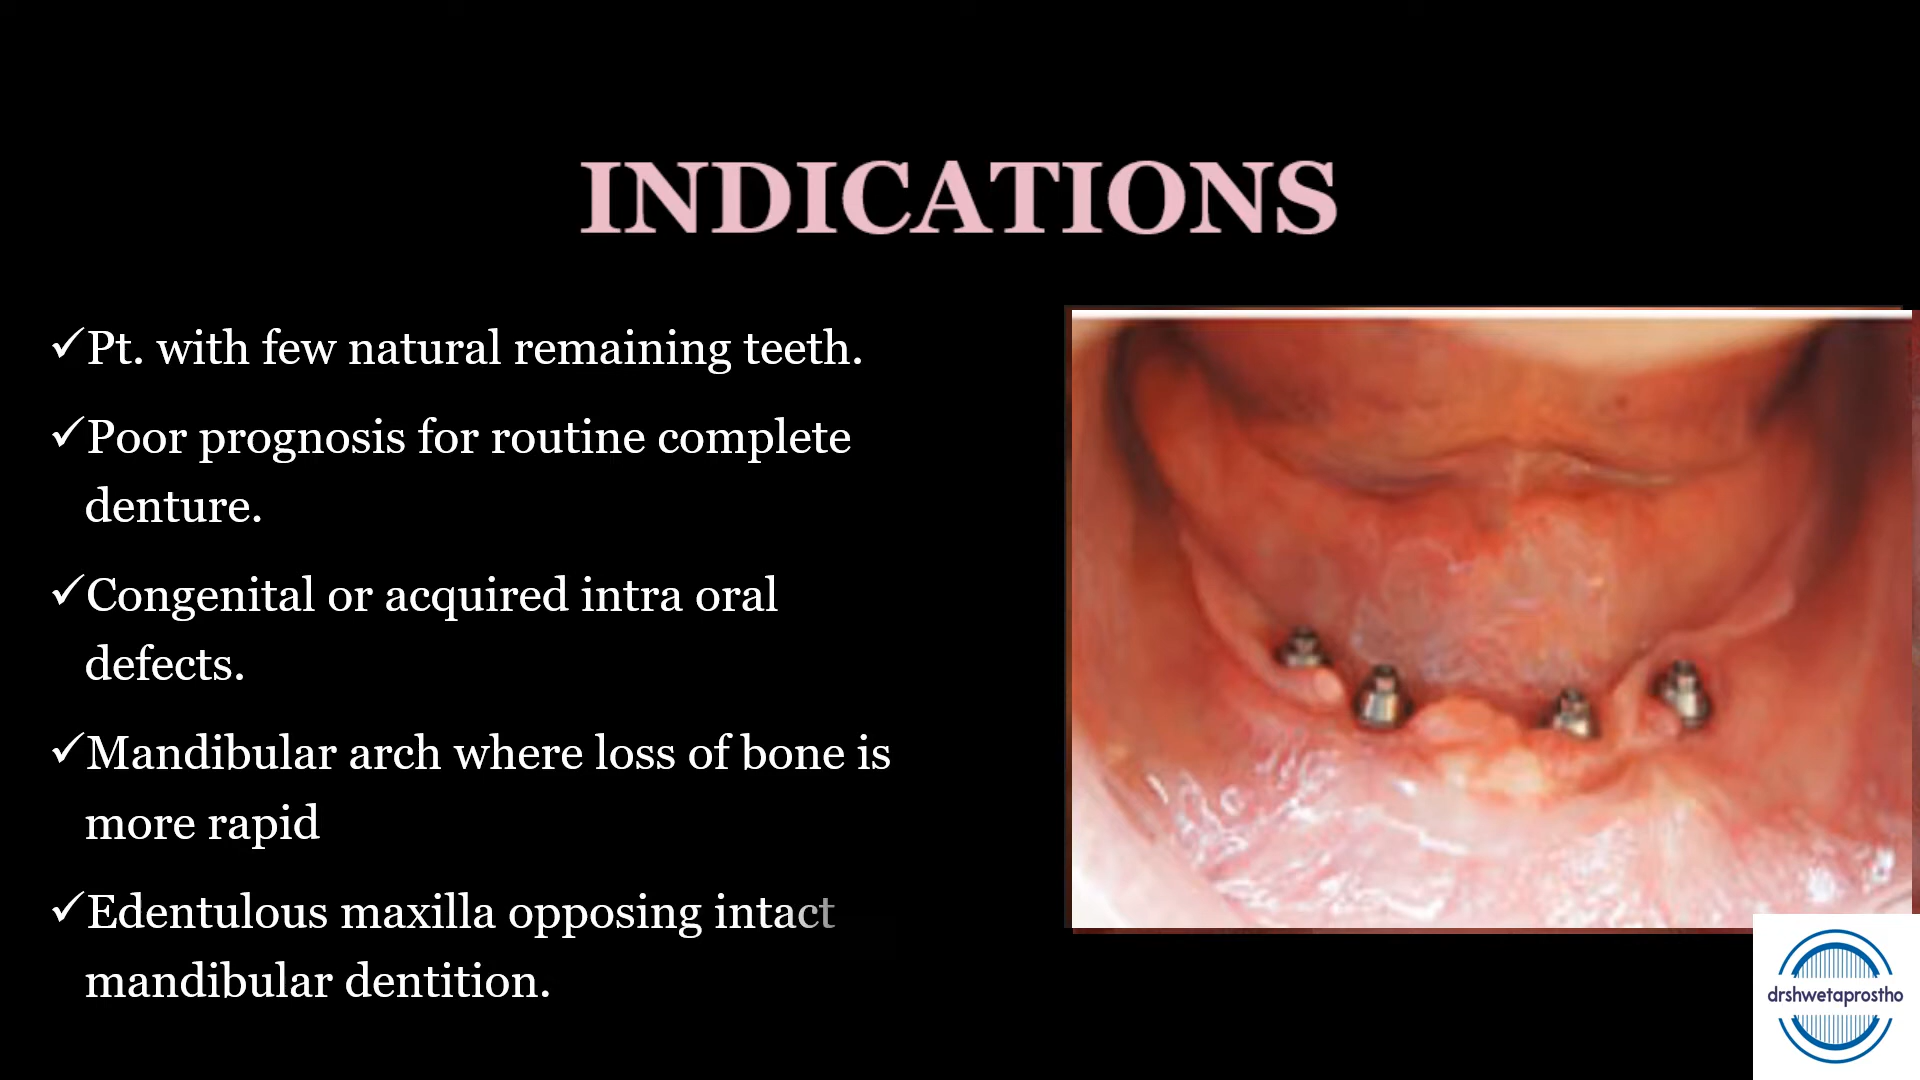 INDICATIONS
✓Pt. with few natural remaining teeth.
✓Poor prognosis for routine complete
denture.
✓Congenital or acquired intra oral
defects.
✓Mandibular arch where loss of bone is
more rapid
✓Edentulous maxilla opposing intact
mandibular dentition.
drshwetaprostho